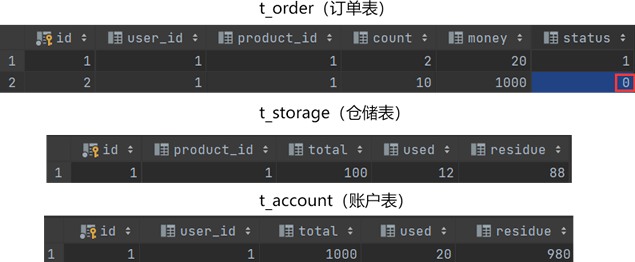 t_order（订单表）
id user_id product_id count money status
1 1 1 1 2 20 1
2 2 1 1 10 1000 0
t_storage（仓储表）
id product_id total used residue
1 1 1 100 12 88
t_account（账户表）
id user_id total used residue
1 1 1 1000 20 980